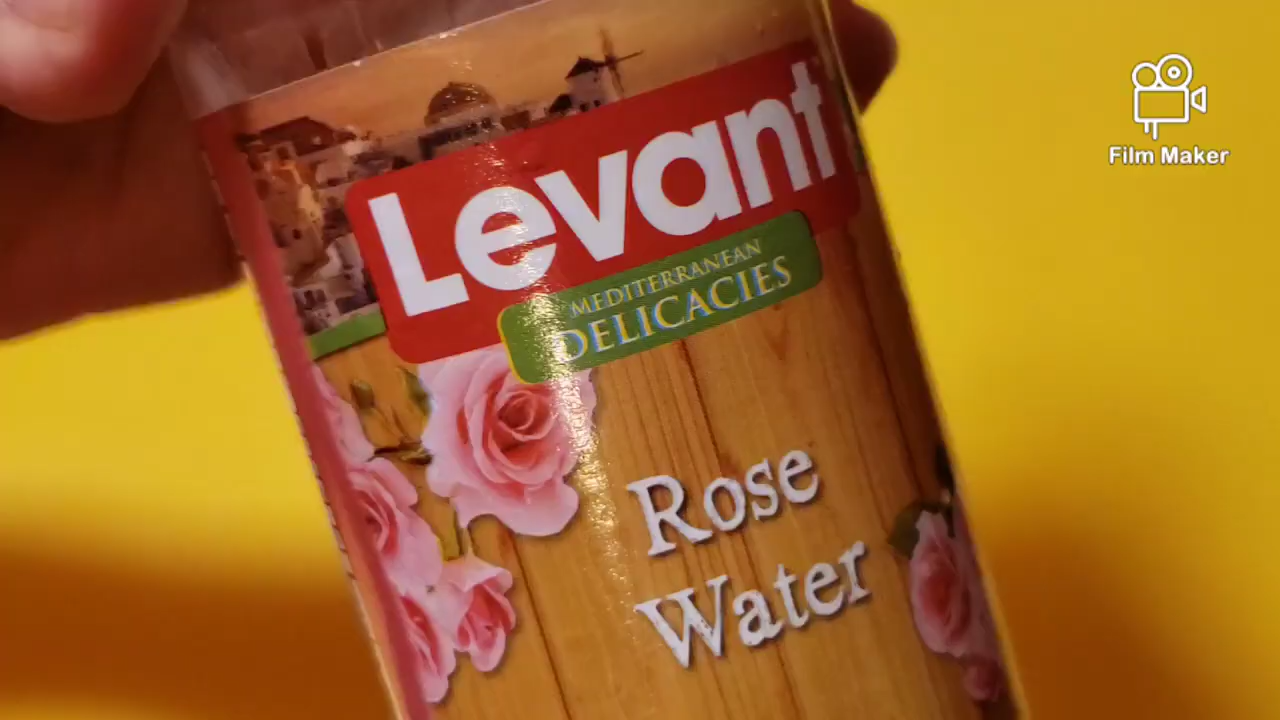 Levant
MEDITERRANEAN
DELICACIES
Rose
Water
Film Maker